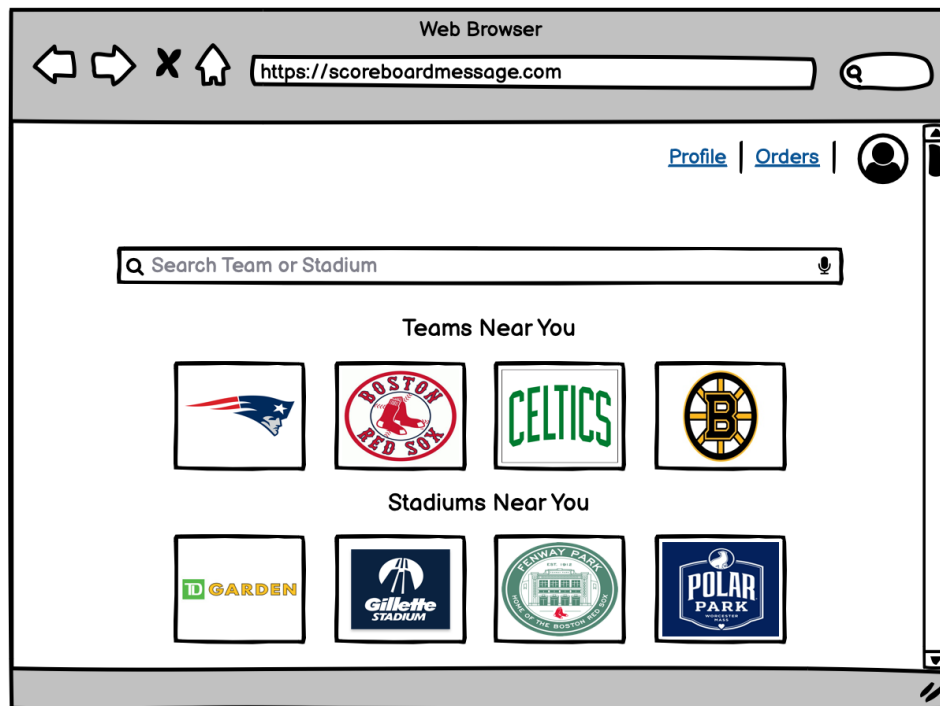 Web Browser
https://scoreboardmessage.com
Profile | Orders |
Search Team or Stadium
Teams Near You
BOSTON RED SOX
CELTICS
B
Stadiums Near You
TD GARDEN
Gillette
STADIUM
FENWAY PARK
EST. 1912
HOME OF THE BOSTON RED SOX
POLAR
PARK
WORCESTER
MASS